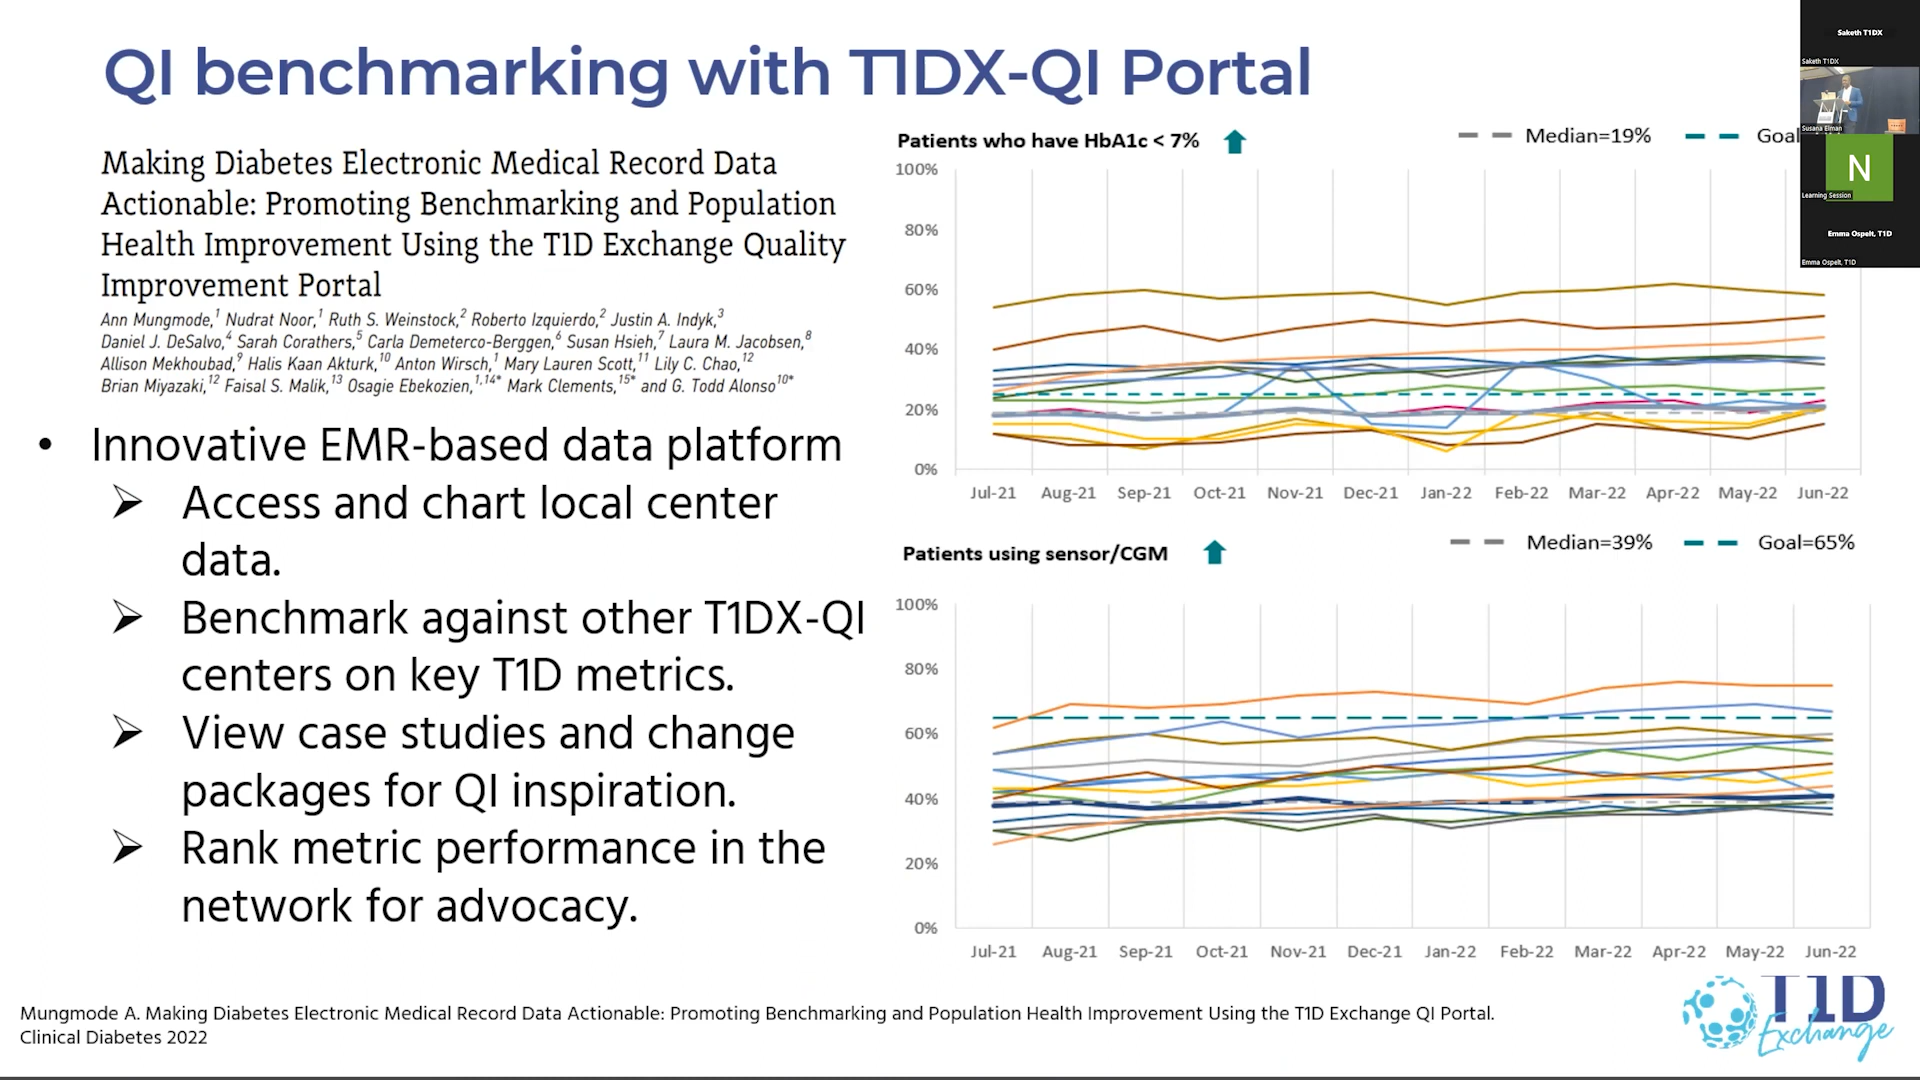 QI benchmarking with T1DX-QI Portal
Making Diabetes Electronic Medical Record Data
Actionable: Promoting Benchmarking and Population
Health Improvement Using the T1D Exchange Quality
Improvement Portal
Ann Mungmode,1 Nudrat Noor,1 Ruth S. Weinstock,2 Roberto Izquierdo,2 Justin A. Indyk,3
Daniel J. DeSalvo,4 Sarah Corathers,5 Carla Demeterco-Berggen,6 Susan Hsieh,7 Laura M. Jacobsen,8
Allison Mekhoubad,9 Halis Kaan Akturk,10 Anton Wirsch,1 Mary Lauren Scott,11 Lily C. Chao,12
Brian Miyazaki,12 Faisal S. Malik,13 Osagie Ebekozien,1,14* Mark Clements,15* and G. Todd Alonso10*
• Innovative EMR-based data platform
➢ Access and chart local center
data.
➢ Benchmark against other T1DX-QI
centers on key T1D metrics.
➢ View case studies and change
packages for QI inspiration.
➢ Rank metric performance in the
network for advocacy.
Patients who have HbA1c < 7%
Median=19% Goal
100%
80%
60%
40%
20%
0%
Jul-21 Aug-21 Sep-21 Oct-21 Nov-21 Dec-21 Jan-22 Feb-22 Mar-22 Apr-22 May-22 Jun-22
Patients using sensor/CGM
Median=39% Goal=65%
100%
80%
60%
40%
20%
0%
Jul-21 Aug-21 Sep-21 Oct-21 Nov-21 Dec-21 Jan-22 Feb-22 Mar-22 Apr-22 May-22 Jun-22
Mungmode A. Making Diabetes Electronic Medical Record Data Actionable: Promoting Benchmarking and Population Health Improvement Using the T1D Exchange QI Portal.
Clinical Diabetes 2022
T1D
Exchange
Saketh T1DX
Saketh T1DX
Susana Elman
N
Learning Session
Emma Ospelt, T1D
Emma Ospelt, T1D